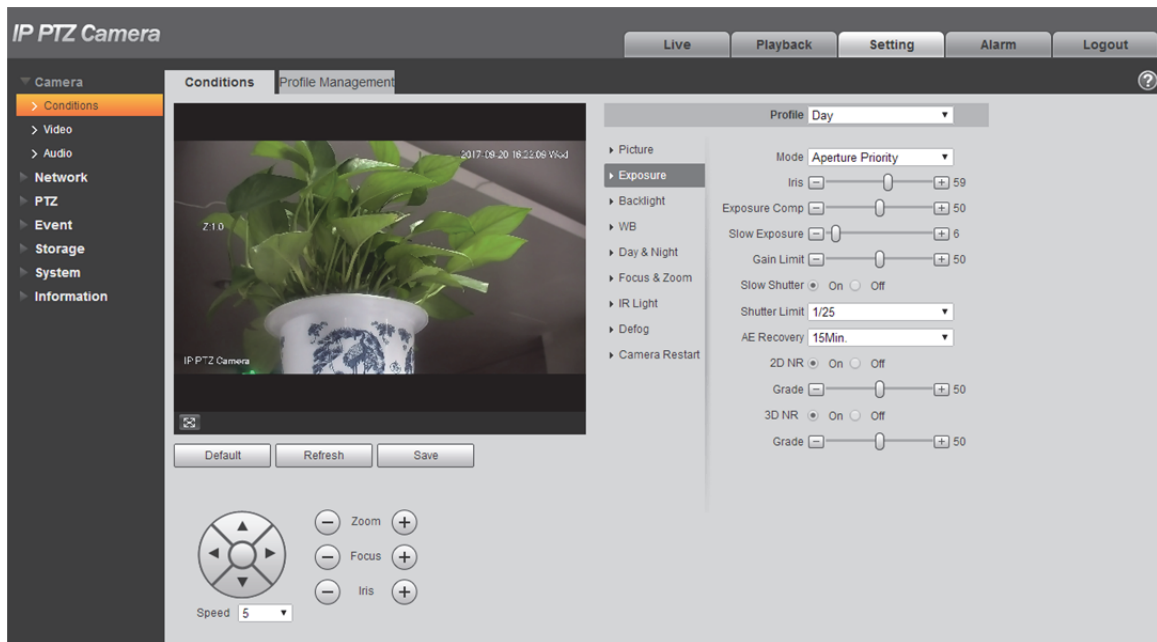 IP PTZ Camera
Live
Playback
Setting
Alarm
Logout
Camera
Conditions
Video
Audio
Network
PTZ
Event
Storage
System
Information
Conditions
Profile Management
?
2017-09-20 16:22:09 Wed
Z:1.0
IP PTZ Camera
Default
Refresh
Save
Zoom
Focus
Iris
Speed 5
Profile Day
Picture
Exposure
Backlight
WB
Day & Night
Focus & Zoom
IR Light
Defog
Camera Restart
Mode Aperture Priority
Iris 59
Exposure Comp 50
Slow Exposure 6
Gain Limit 50
Slow Shutter On Off
Shutter Limit 1/25
AE Recovery 15Min.
2D NR On Off
Grade 50
3D NR On Off
Grade 50